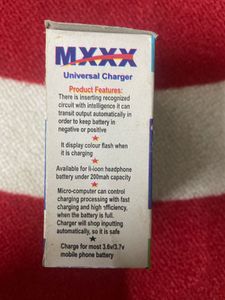 MXXX
Universal Charger
Product Features:
There is inserting recognized
circuit with intelligence it can
transit output automatically in
order to keep battery in
negative or positive
It display colour flash when
it is charging
Available for li-icon headphone
battery under 200mah capacity
Micro-computer can control
charging processing with fast
charging and high efficiency,
when the battery is full.
Charger will shop inputting
automatically, so it is safe
Charge for most 3.6v/3.7v
mobile phone battery